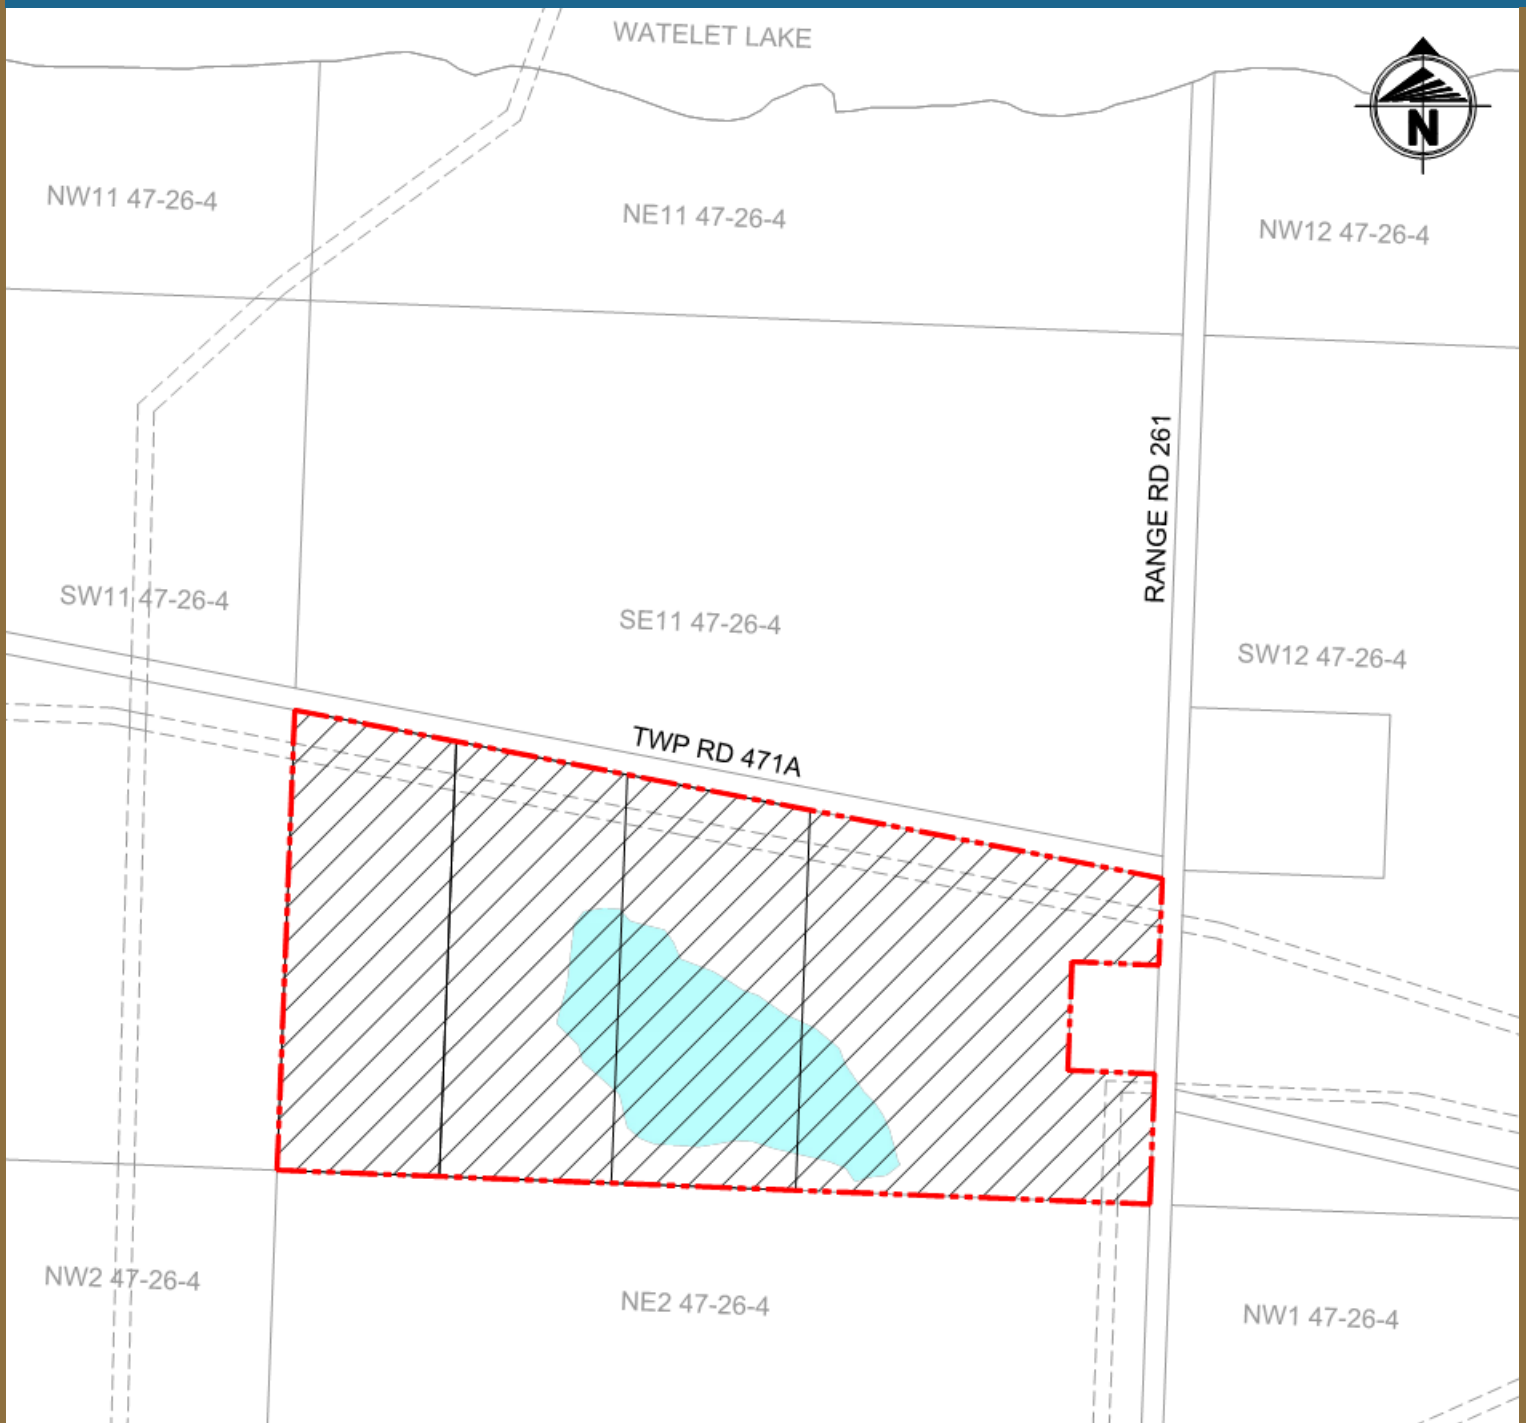 WATELET LAKE
N
NW11 47-26-4
NE11 47-26-4
NW12 47-26-4
RANGE RD 261
SW11 47-26-4
SE11 47-26-4
SW12 47-26-4
TWP RD 471A
NW2 47-26-4
NE2 47-26-4
NW1 47-26-4